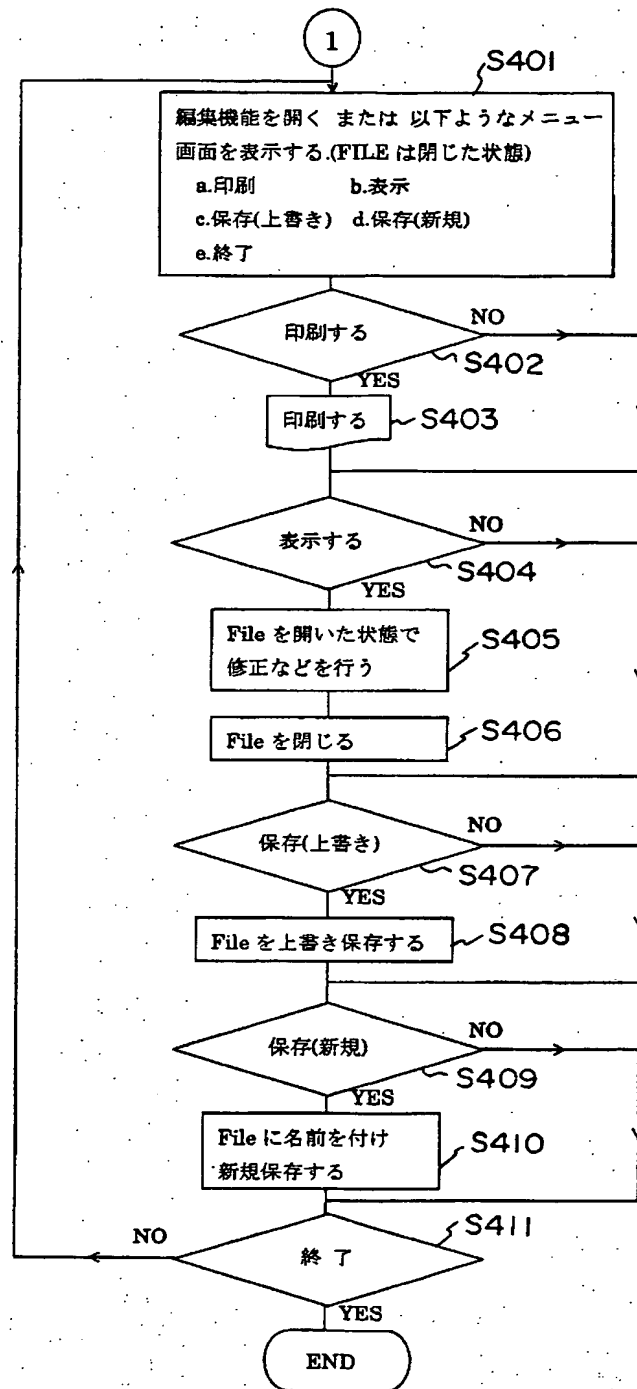 1
S401
編集機能を開く または 以下ようなメニュー
画面を表示する.(FILE は閉じた状態)
a.印刷 b.表示
c.保存(上書き) d.保存(新規)
e.終了
印刷する
NO
S402
YES
印刷する
S403
表示する
NO
S404
YES
File を開いた状態で
修正などを行う
S405
File を閉じる
S406
保存(上書き)
NO
S407
YES
File を上書き保存する
S408
保存(新規)
NO
S409
YES
File に名前を付け
新規保存する
S410
S411
NO
終 了
YES
END